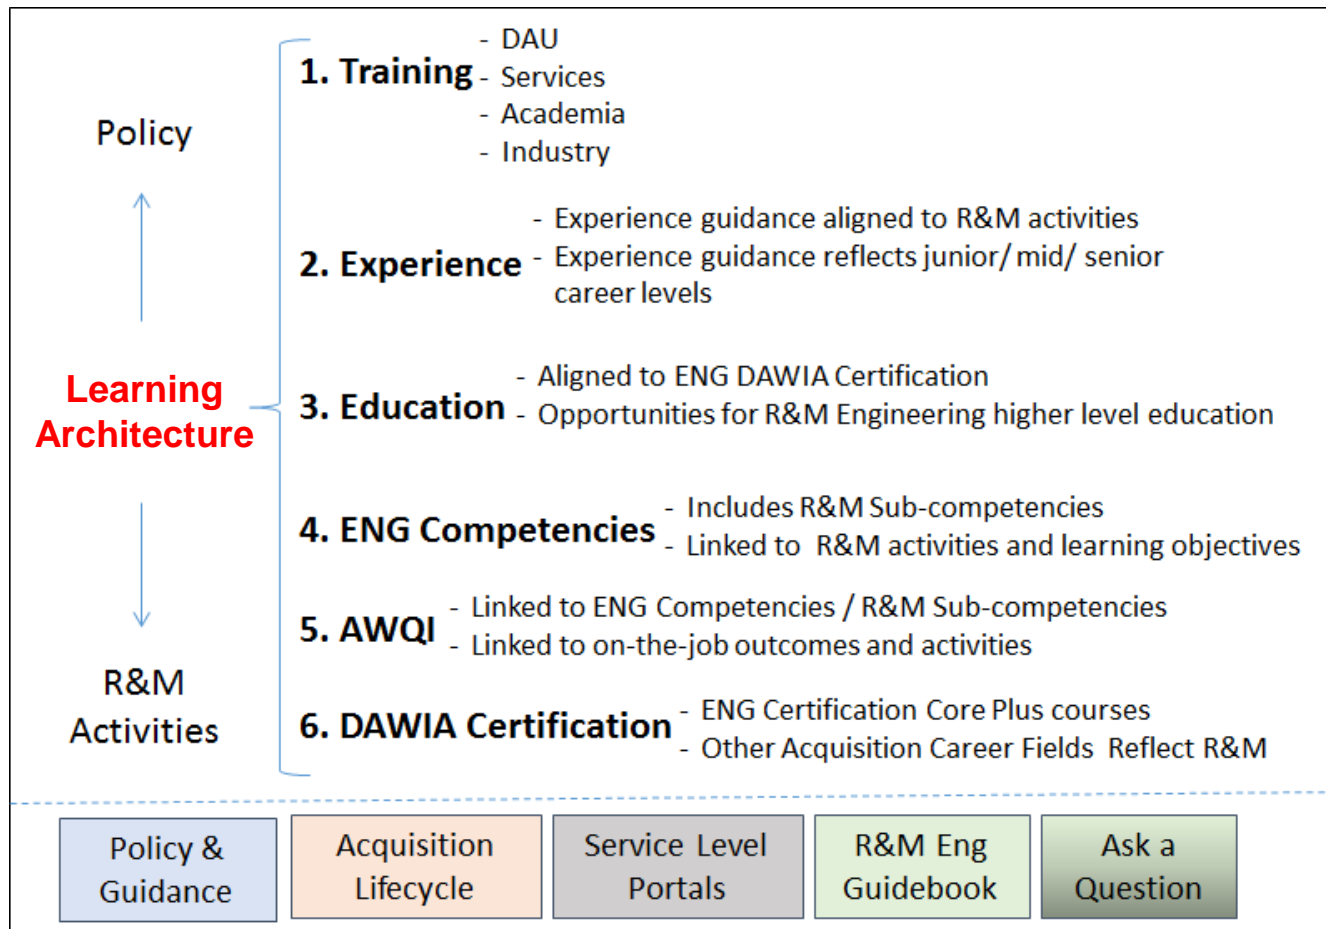 Policy
Learning
Architecture
R&M
Activities
1. Training
- DAU
- Services
- Academia
- Industry
2. Experience
- Experience guidance aligned to R&M activities
- Experience guidance reflects junior/ mid/ senior
career levels
3. Education
- Aligned to ENG DAWIA Certification
- Opportunities for R&M Engineering higher level education
4. ENG Competencies
- Includes R&M Sub-competencies
- Linked to R&M activities and learning objectives
5. AWQI
- Linked to ENG Competencies / R&M Sub-competencies
- Linked to on-the-job outcomes and activities
6. DAWIA Certification
- ENG Certification Core Plus courses
- Other Acquisition Career Fields Reflect R&M
Policy &
Guidance
Acquisition
Lifecycle
Service Level
Portals
R&M Eng
Guidebook
Ask a
Question